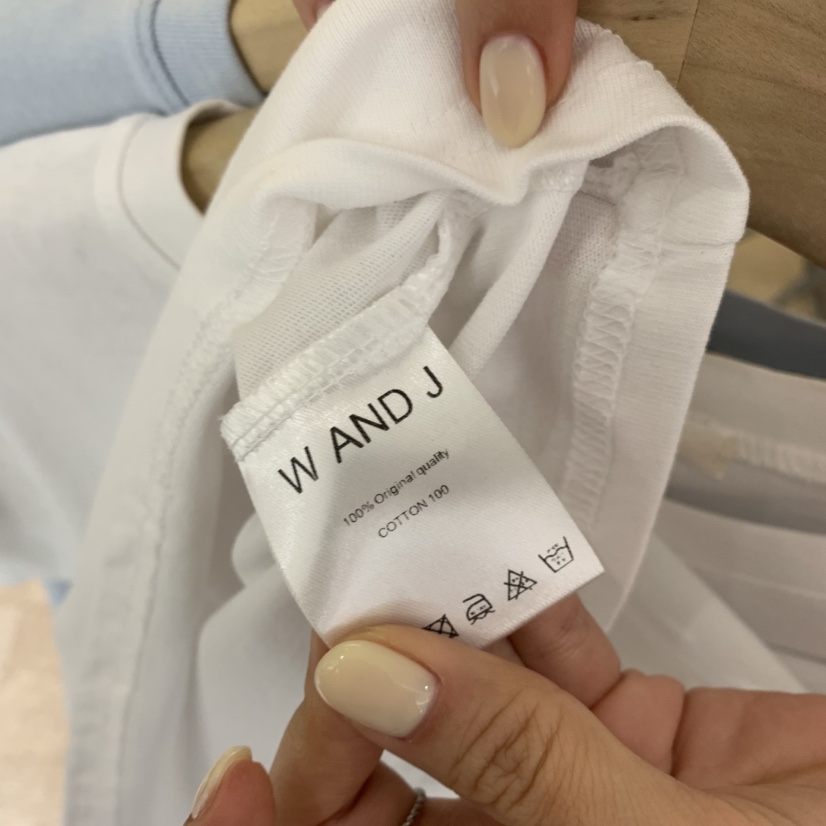 W AND J
100% Original quality
COTTON 100